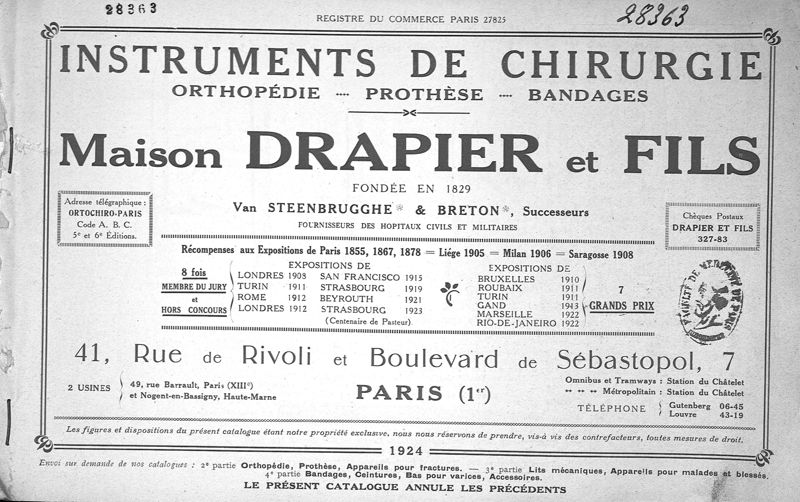 28363
REGISTRE DU COMMERCE PARIS 27825
28363
INSTRUMENTS DE CHIRURGIE
ORTHOPÉDIE ···· PROTHÈSE ···· BANDAGES
Maison DRAPIER et FILS
FONDÉE EN 1829
Van STEENBRUGGHE* & BRETON*, Successeurs
FOURNISSEURS DES HOPITAUX CIVILS ET MILITAIRES
Adresse télégraphique :
ORTOCHIRO-PARIS
Code A. B. C.
5e et 6e Éditions.
Chèques Postaux
DRAPIER ET FILS
327-83
Récompenses aux Expositions de Paris 1855, 1867, 1878 = Liége 1905 = Milan 1906 = Saragosse 1908
8 fois
MEMBRE DU JURY
et
HORS CONCOURS
EXPOSITIONS DE
LONDRES 1908 SAN FRANCISCO 1915
TURIN 1911 STRASBOURG 1919
ROME 1912 BEYROUTH 1921
LONDRES 1912 STRASBOURG 1923
(Centenaire de Pasteur)
EXPOSITIONS DE
BRUXELLES 1910
ROUBAIX 1911
TURIN 1911
GAND 1943
MARSEILLE 1922
RIO-DE-JANEIRO 1922
7
GRANDS PRIX
FACULTÉ DE MÉDECINE DE PARIS
41, Rue de Rivoli et Boulevard de Sébastopol, 7
2 USINES
49, rue Barrault, Paris (XIIIe)
et Nogent-en-Bassigny, Haute-Marne
PARIS (1er)
Omnibus et Tramways : Station du Châtelet
Métropolitain : Station du Châtelet
TÉLÉPHONE
Gutenberg 06-45
Louvre 43-19
Les figures et dispositions du présent catalogue étant notre propriété exclusive, nous nous réservons de prendre, vis-à vis des contrefacteurs, toutes mesures de droit.
1924
Envoi sur demande de nos catalogues : 2e partie Orthopédie, Prothèse, Appareils pour fractures. — 3e partie Lits mécaniques, Appareils pour malades et blessés.
4e partie Bandages, Ceintures, Bas pour varices, Accessoires.
LE PRÉSENT CATALOGUE ANNULE LES PRÉCÉDENTS